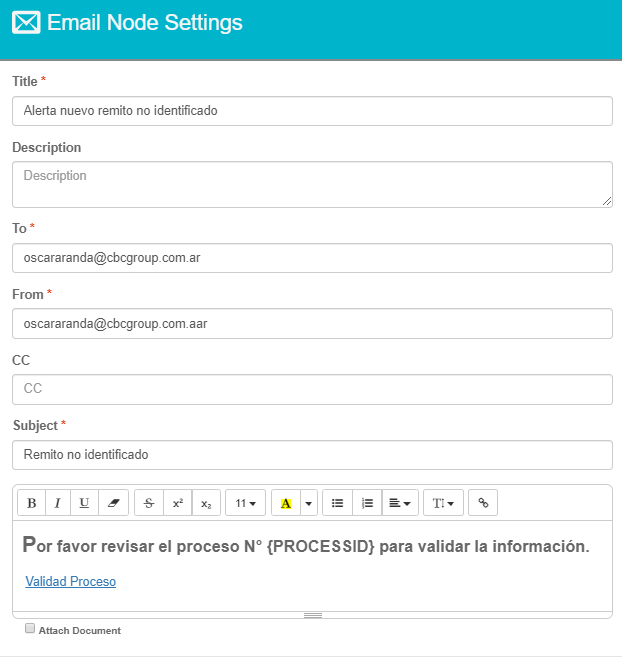 Email Node Settings
Title *
Alerta nuevo remito no identificado
Description
Description
To *
oscararanda@cbcgroup.com.ar
From *
oscararanda@cbcgroup.com.aar
CC
CC
Subject *
Remito no identificado
B I U S x² x₂ 11 A TI
Por favor revisar el proceso N° {PROCESSID} para validar la información.
Validad Proceso
Attach Document